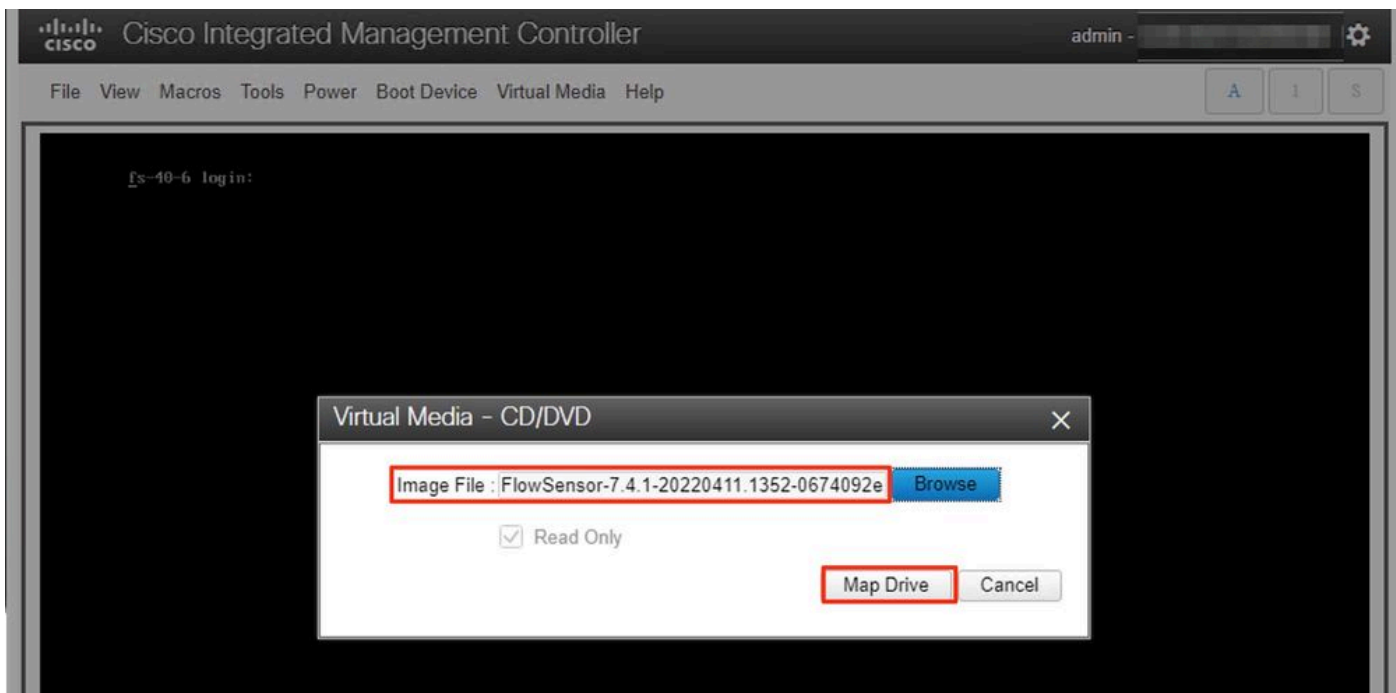 CISCO Cisco Integrated Management Controller admin -
File View Macros Tools Power Boot Device Virtual Media Help A 1 S
fs-40-6 login:
Virtual Media - CD/DVD
Image File : FlowSensor-7.4.1-20220411.1352-0674092e Browse
Read Only
Map Drive Cancel